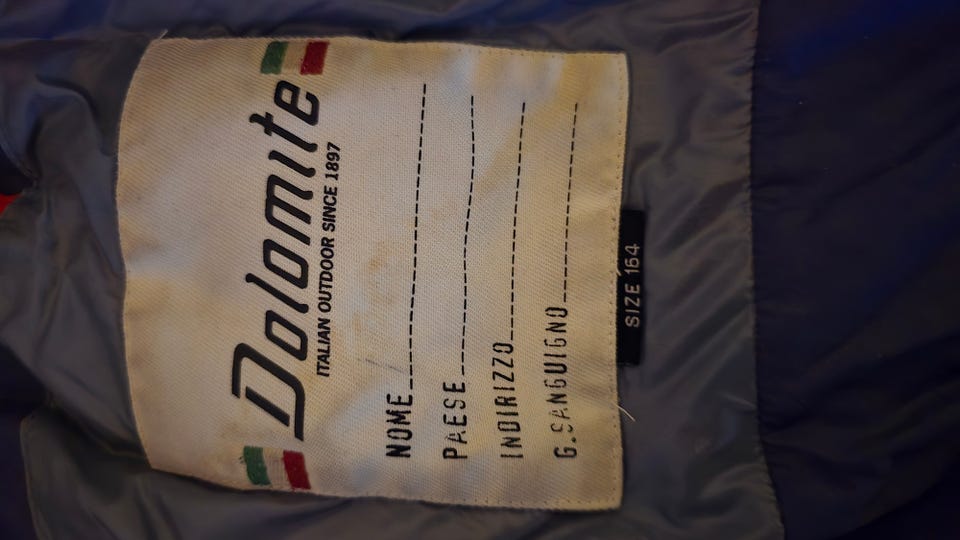 Dolomite
ITALIAN OUTDOOR SINCE 1897
NOME
PAESE
INDIRIZZO
G.SANGUIGNO
SIZE 164